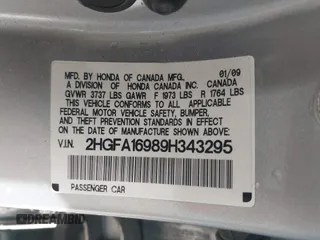 MFD. BY HONDA OF CANADA MFG. 01/09
A DIVISION OF HONDA CANADA INC. CANADA
GVWR 3737 LBS GAWR F 1973 LBS R 1764 LBS
THIS VEHICLE CONFORMS TO ALL APPLICABLE
FEDERAL MOTOR VEHICLE SAFETY, BUMPER,
AND THEFT PREVENTION STANDARDS IN EFFECT
ON THE DATE OF MANUFACTURE SHOWN ABOVE.
V.I.N. 2HGFA16989H343295
PASSENGER CAR
DREAMBID